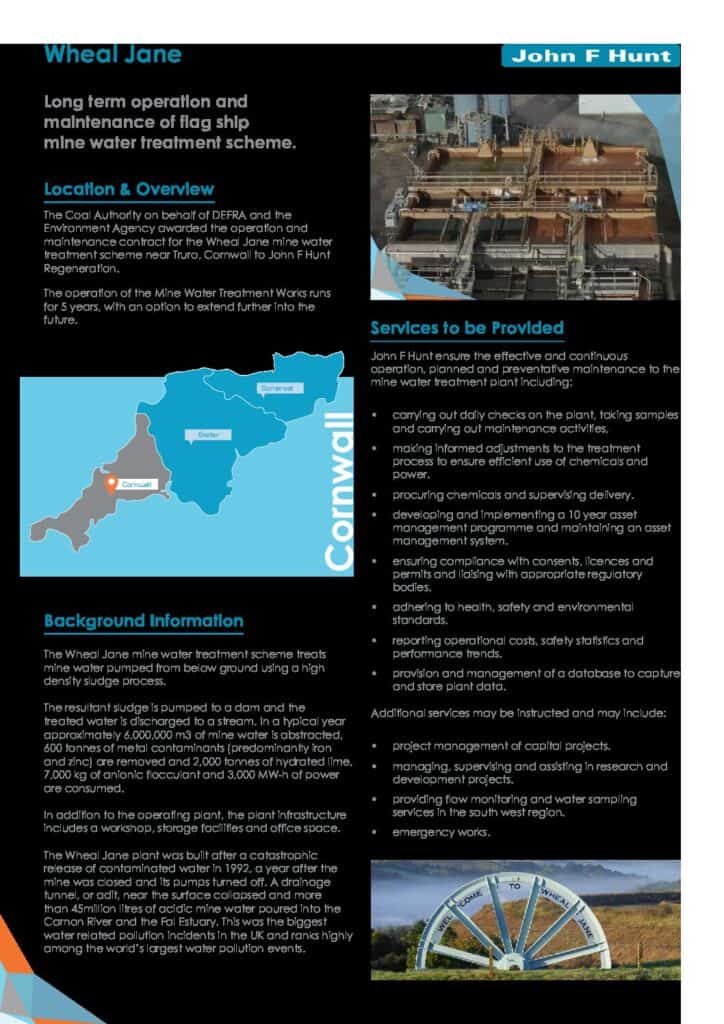 Wheal Jane
John F Hunt
Long term operation and
maintenance of flag ship
mine water treatment scheme.
Location & Overview
The Coal Authority on behalf of DEFRA and the
Environment Agency awarded the operation and
maintenance contract for the Wheal Jane mine water
treatment scheme near Truro, Cornwall to John F Hunt
Regeneration.
The operation of the Mine Water Treatment Works runs
for 5 years, with an option to extend further into the
future.
Somerset
Exeter
Cornwall
Cornwall
Background Information
The Wheal Jane mine water treatment scheme treats
mine water pumped from below ground using a high
density sludge process.
The resultant sludge is pumped to a dam and the
treated water is discharged to a stream. In a typical year
approximately 6,000,000 m3 of mine water is abstracted,
600 tonnes of metal contaminants (predominantly iron
and zinc) are removed and 2,000 tonnes of hydrated lime,
7,000 kg of anionic flocculant and 3,000 MW-h of power
are consumed.
In addition to the operating plant, the plant infrastructure
includes a workshop, storage facilities and office space.
The Wheal Jane plant was built after a catastrophic
release of contaminated water in 1992, a year after the
mine was closed and its pumps turned off. A drainage
tunnel, or adit, near the surface collapsed and more
than 45million litres of acidic mine water poured into the
Carnon River and the Fal Estuary. This was the biggest
water related pollution incidents in the UK and ranks highly
among the world's largest water pollution events.
Services to be Provided
John F Hunt ensure the effective and continuous
operation, planned and preventative maintenance to the
mine water treatment plant including:
• carrying out daily checks on the plant, taking samples
and carrying out maintenance activities,
• making informed adjustments to the treatment
process to ensure efficient use of chemicals and
power.
• procuring chemicals and supervising delivery.
• developing and implementing a 10 year asset
management programme and maintaining an asset
management system.
• ensuring compliance with consents, licences and
permits and liaising with appropriate regulatory
bodies.
• adhering to health, safety and environmental
standards.
• reporting operational costs, safety statistics and
performance trends.
• provision and management of a database to capture
and store plant data.
Additional services may be instructed and may include:
• project management of capital projects.
• managing, supervising and assisting in research and
development projects.
• providing flow monitoring and water sampling
services in the south west region.
• emergency works.
WELCOME TO WHEAL JANE